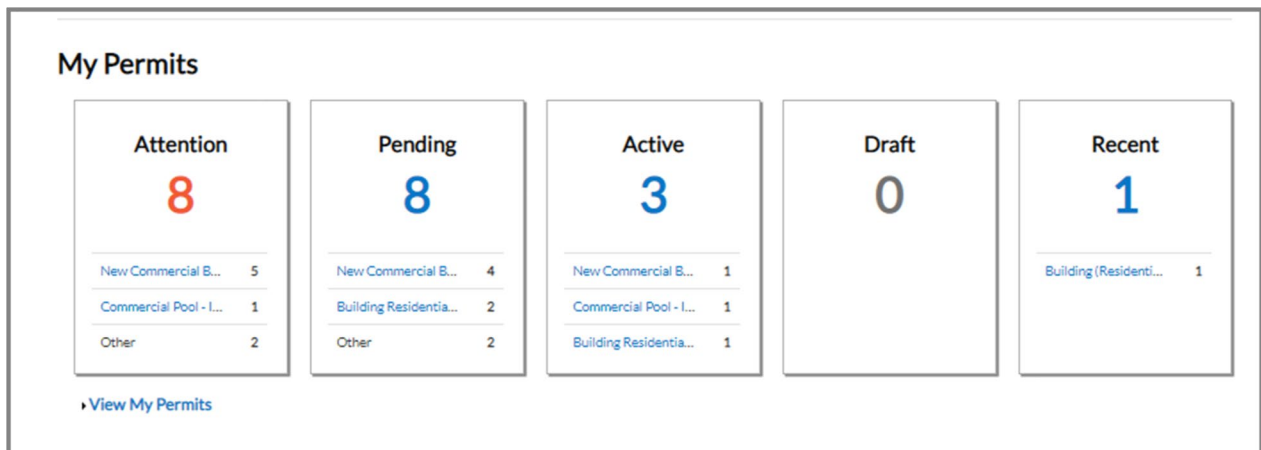 My Permits
Attention
8
New Commercial B... 5
Commercial Pool - I... 1
Other 2
Pending
8
New Commercial B... 4
Building Residentia... 2
Other 2
Active
3
New Commercial B... 1
Commercial Pool - I... 1
Building Residentia... 1
Draft
0
Recent
1
Building (Residenti... 1
View My Permits